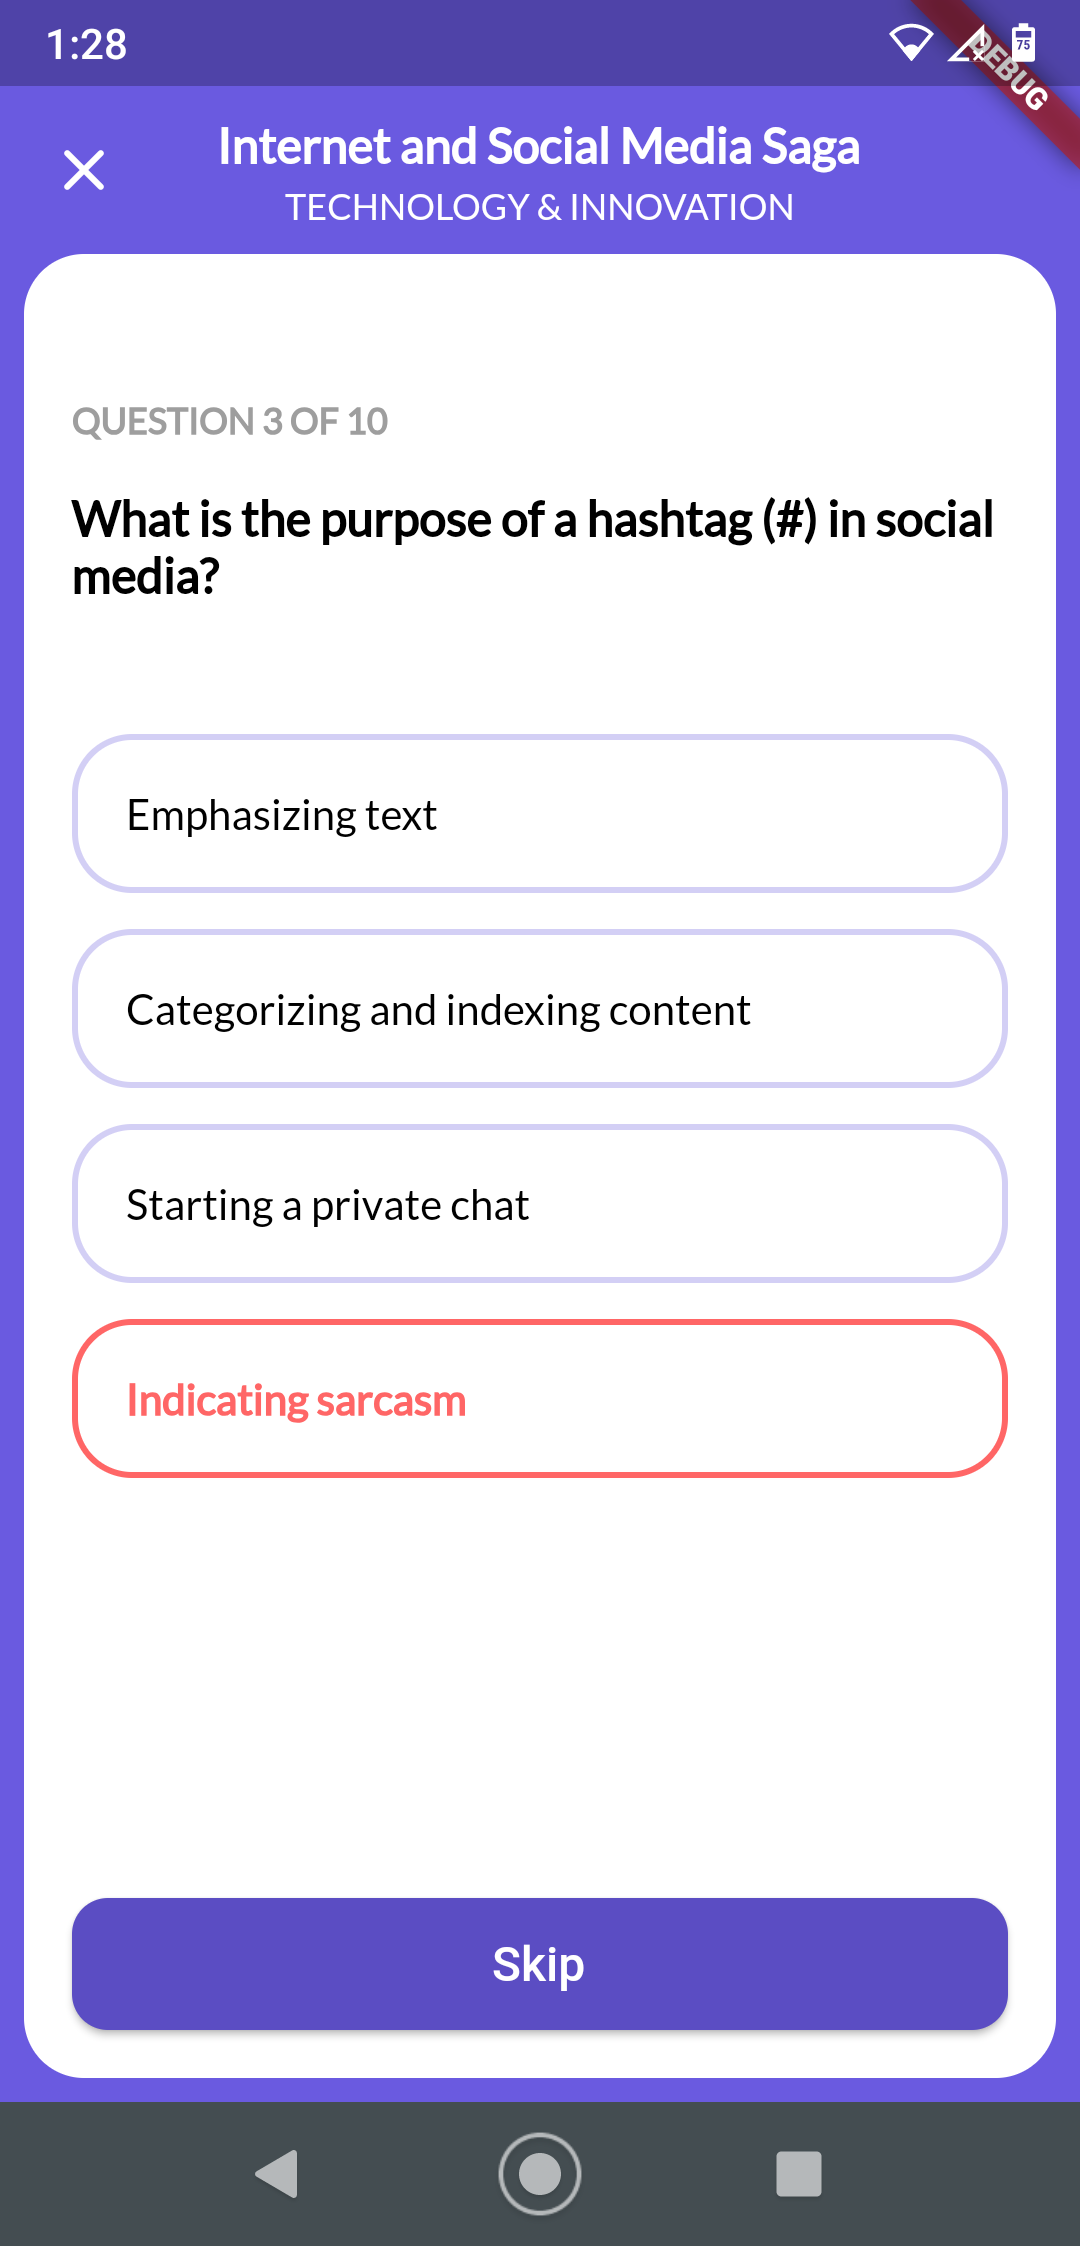 1:28
75
DEBUG
Internet and Social Media Saga
TECHNOLOGY & INNOVATION
QUESTION 3 OF 10
What is the purpose of a hashtag (#) in social
media?
Emphasizing text
Categorizing and indexing content
Starting a private chat
Indicating sarcasm
Skip